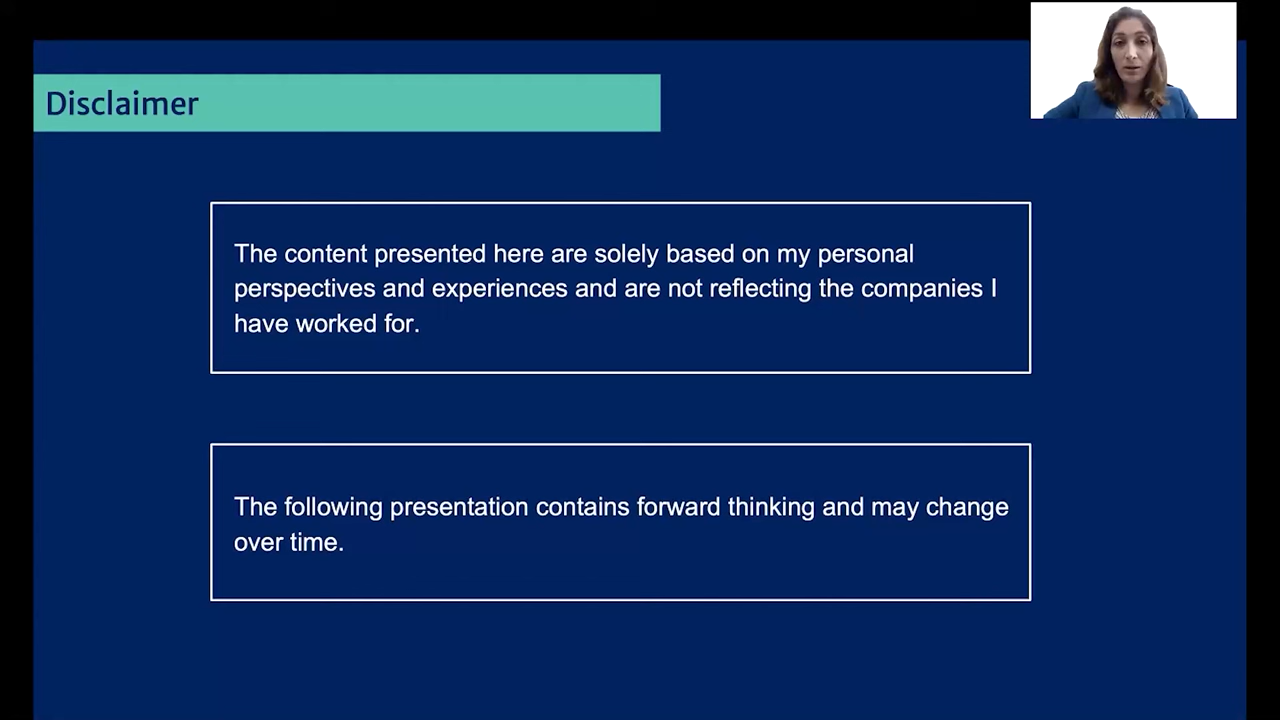 Disclaimer
The content presented here are solely based on my personal
perspectives and experiences and are not reflecting the companies I
have worked for.
The following presentation contains forward thinking and may change
over time.